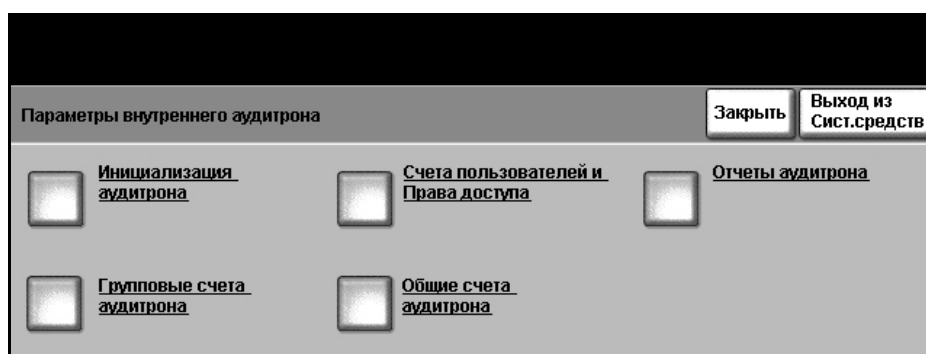 Параметры внутреннего аудитрона
Закрыть
Выход из
Сист.средств
Инициализация
аудитрона
Счета пользователей и
Права доступа
Отчеты аудитрона
Групповые счета
аудитрона
Общие счета
аудитрона